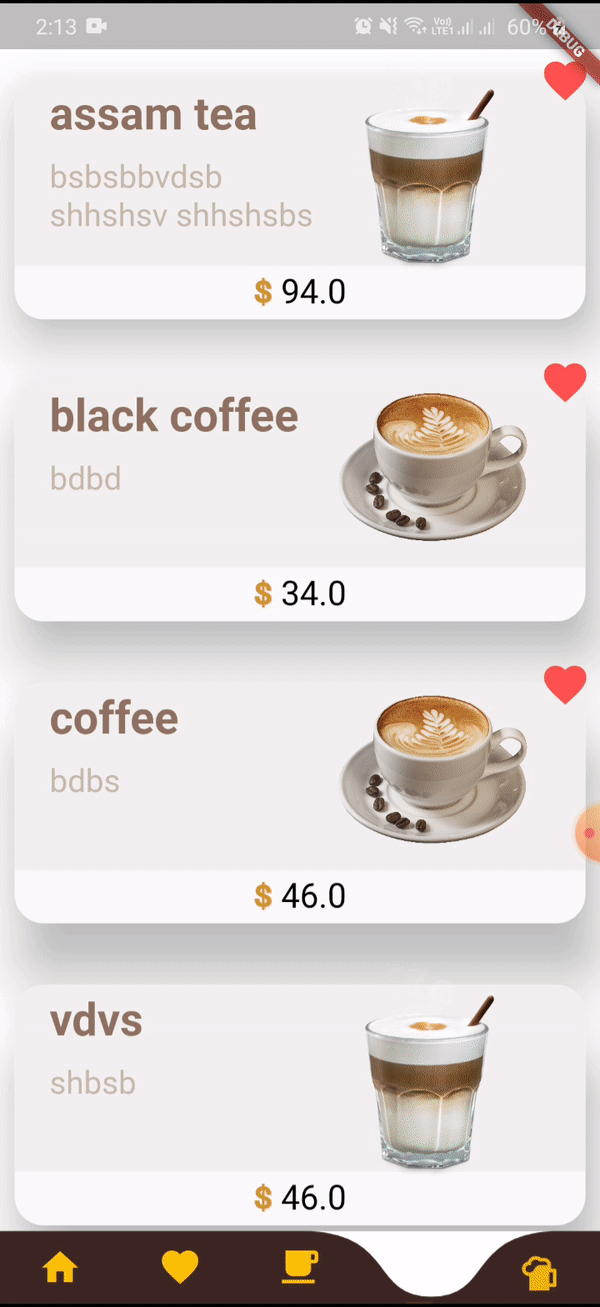 2:13
Vo))
LTE1
60%
DEBUG
assam tea
bsbsbbvdsb
shhshsv shhshsbs
$ 94.0
black coffee
bdbd
$ 34.0
coffee
bdbs
$ 46.0
vdvs
shbsb
$ 46.0